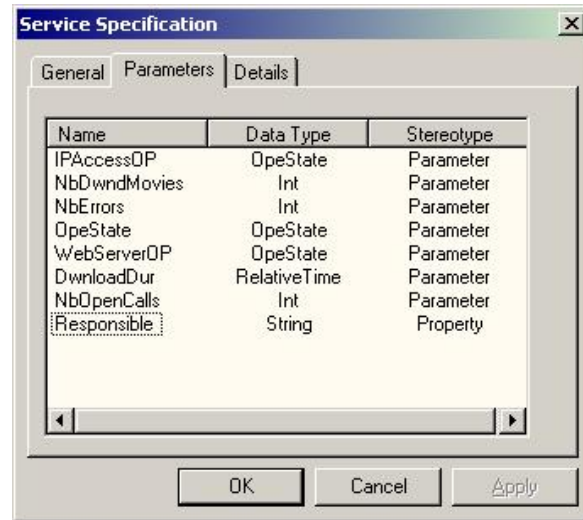 Service Specification
General Parameters Details
Name Data Type Stereotype
IPAccessOP OpeState Parameter
NbDwndMovies Int Parameter
NbErrors Int Parameter
OpeState OpeState Parameter
WebServerOP OpeState Parameter
DwnloadDur RelativeTime Parameter
NbOpenCalls Int Parameter
Responsible String Property
OK Cancel Apply